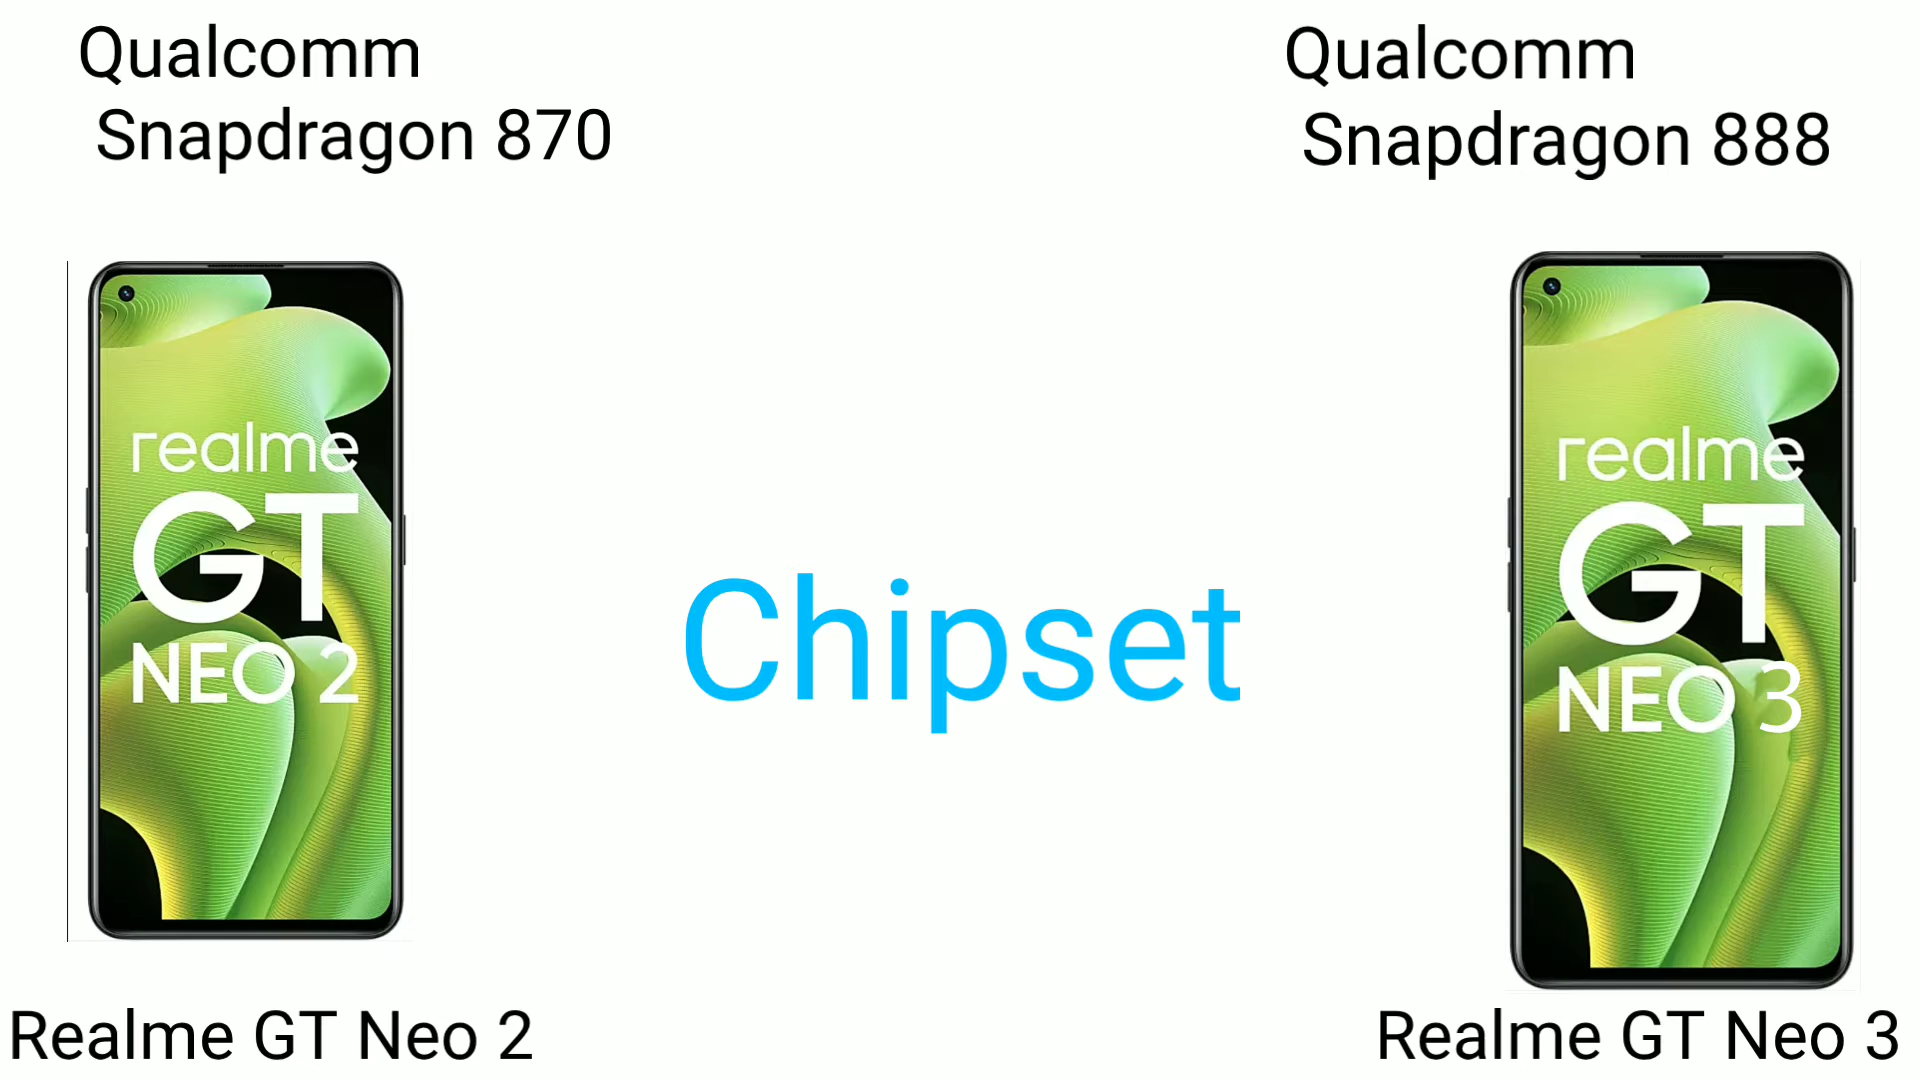 Qualcomm
Snapdragon 870
Qualcomm
Snapdragon 888
realme
GT
NEO 2
realme
GT
NEO 3
Chipset
Realme GT Neo 2
Realme GT Neo 3